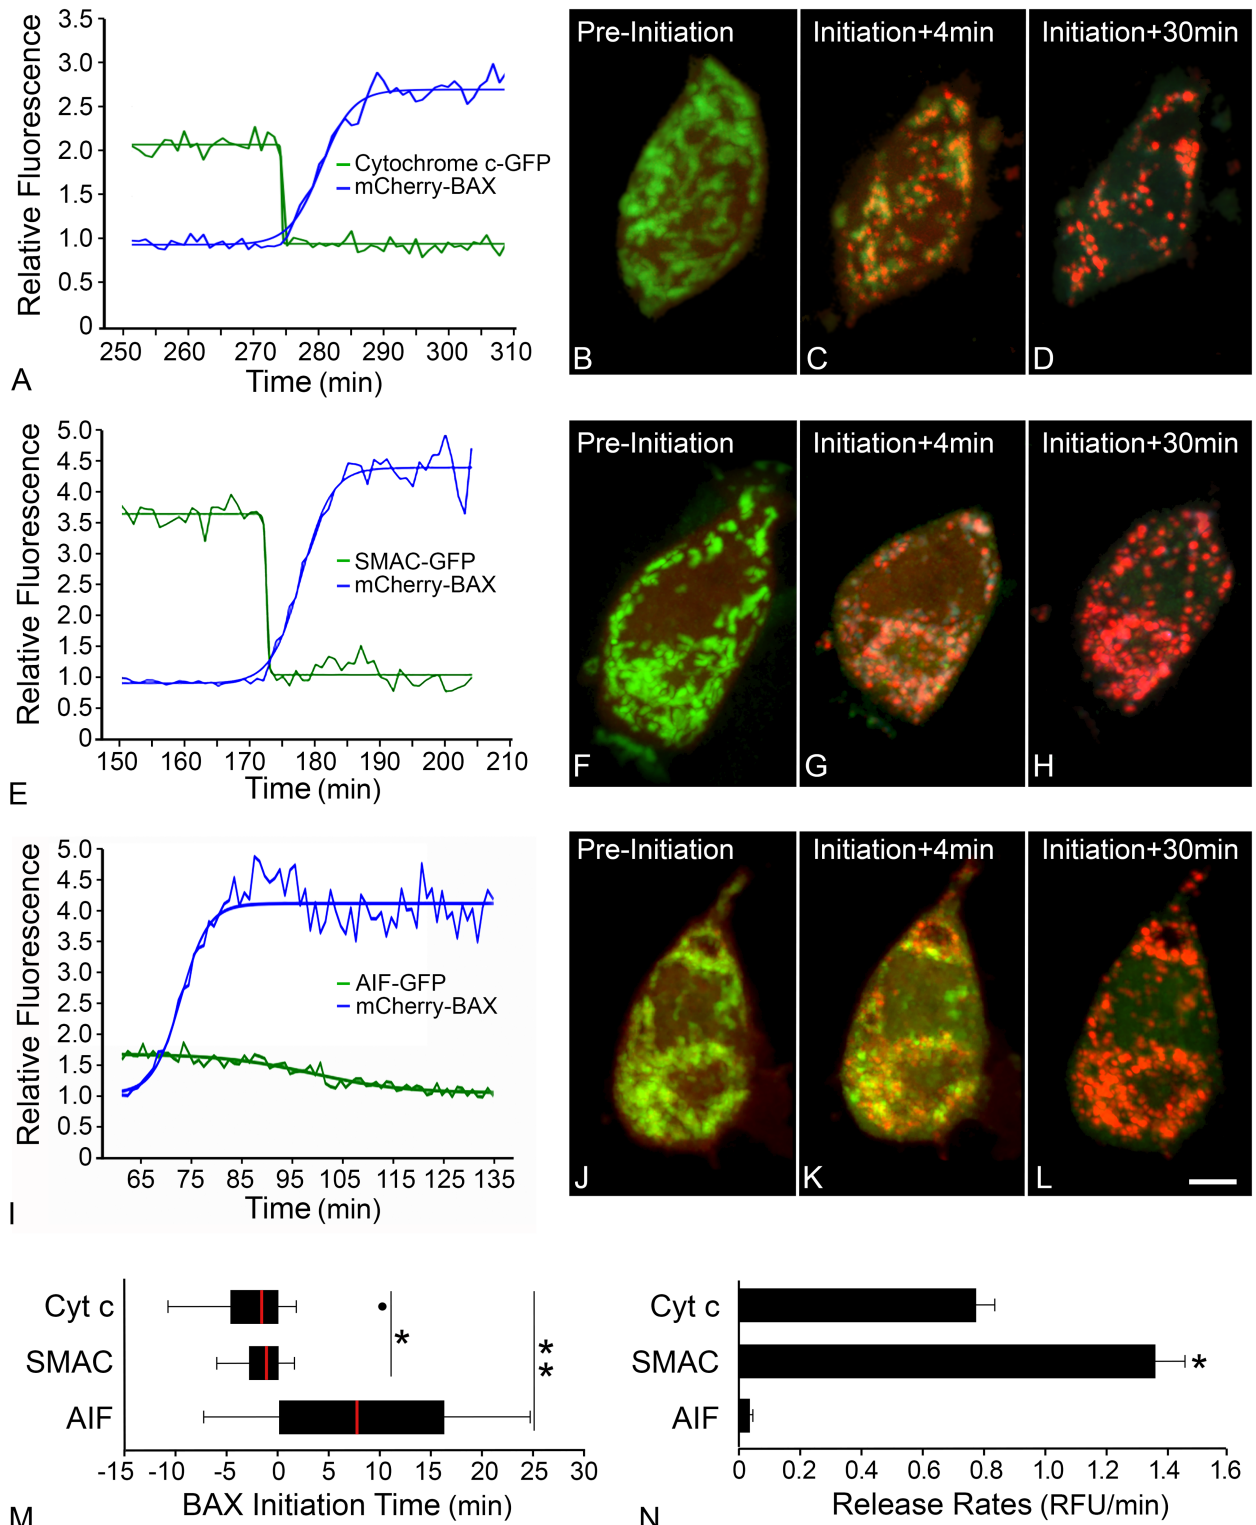 3.5
3.0
2.5
2.0
1.5
1.0
0.5
0
Relative Fluorescence
Cytochrome c-GFP
mCherry-BAX
250 260 270 280 290 300 310
Time (min)
A
Pre-Initiation
B
Initiation+4min
C
Initiation+30min
D
5.0
4.5
4.0
3.5
3.0
2.5
2.0
1.5
1.0
0.5
0
Relative Fluorescence
SMAC-GFP
mCherry-BAX
150 160 170 180 190 200 210
Time (min)
E
Pre-Initiation
F
Initiation+4min
G
Initiation+30min
H
5.0
4.5
4.0
3.5
3.0
2.5
2.0
1.5
1.0
0.5
0
Relative Fluorescence
AIF-GFP
mCherry-BAX
65 75 85 95 105 115 125 135
Time (min)
I
Pre-Initiation
J
Initiation+4min
K
Initiation+30min
L
Cyt c
SMAC
AIF
*
*
*
-15 -10 -5 0 5 10 15 20 25 30
BAX Initiation Time (min)
M
Cyt c
SMAC
AIF
*
0 0.2 0.4 0.6 0.8 1.0 1.2 1.4 1.6
Release Rates (RFU/min)
N